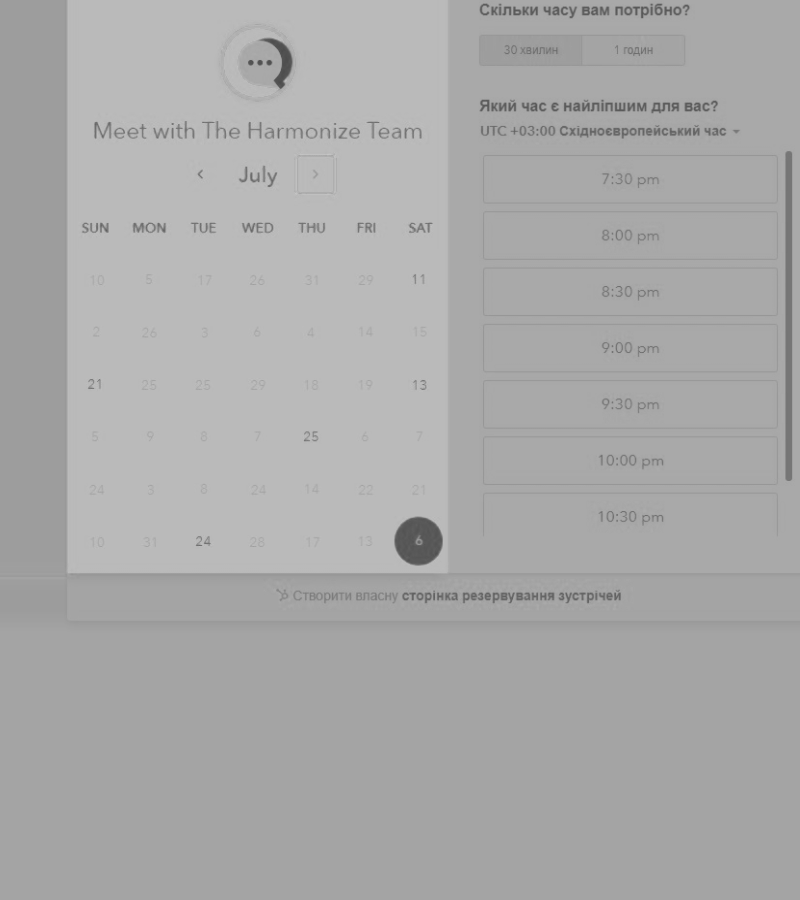 Скільки часу вам потрібно?
30 хвилин 1 годин
Meet with The Harmonize Team
July
SUN MON TUE WED THU FRI SAT
10 5 17 26 31 29 11
2 26 3 6 4 14 15
21 25 25 29 18 19 13
5 9 8 7 25 6 7
24 3 8 24 14 22 21
10 31 24 28 17 13 6
Який час є найліпшим для вас?
UTC +03:00 Східноєвропейський час
7:30 pm
8:00 pm
8:30 pm
9:00 pm
9:30 pm
10:00 pm
10:30 pm
Створити власну сторінка резервування зустрічей